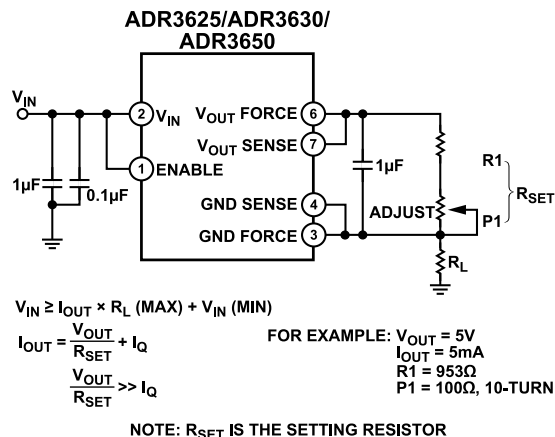 ADR3625/ADR3630/
ADR3650
V_IN
2 V_IN
V_OUT FORCE 6
V_OUT SENSE 7
1 ENABLE
1µF
0.1µF
1µF
GND SENSE 4
GND FORCE 3
R1
ADJUST
P1
R_SET
R_L
V_IN ≥ I_OUT × R_L (MAX) + V_IN (MIN)
I_OUT = V_OUT / R_SET + I_Q
V_OUT / R_SET >> I_Q
FOR EXAMPLE: V_OUT = 5V
I_OUT = 5mA
R1 = 953Ω
P1 = 100Ω, 10-TURN
NOTE: R_SET IS THE SETTING RESISTOR